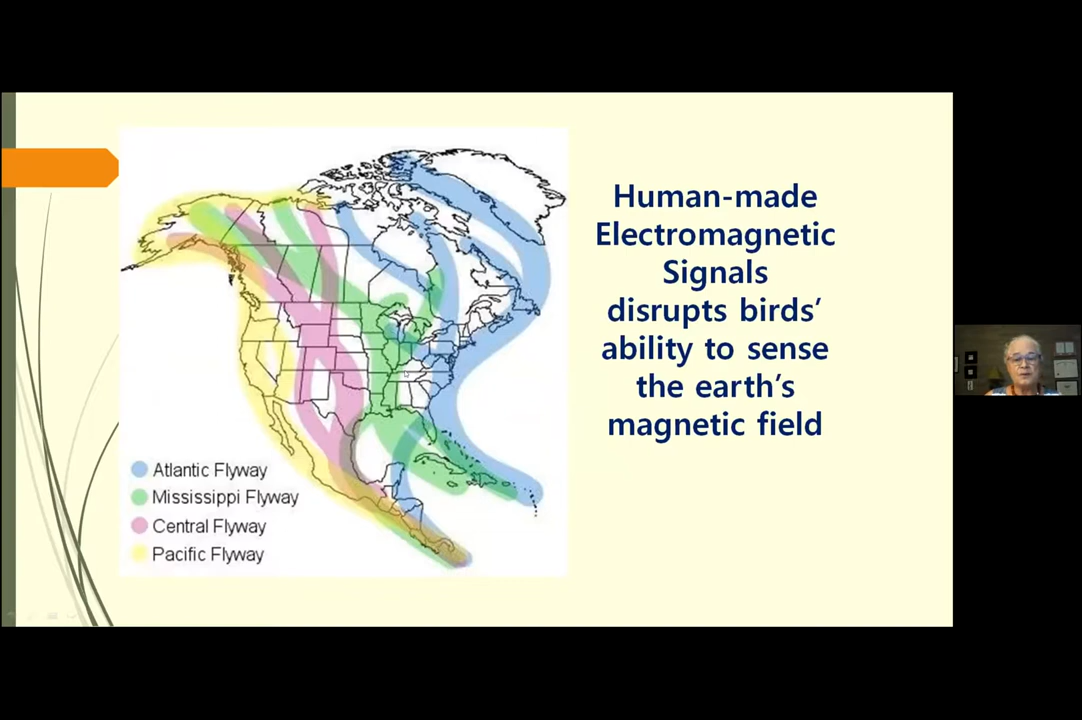 Human-made
Electromagnetic
Signals
disrupts birds’
ability to sense
the earth’s
magnetic field
Atlantic Flyway
Mississippi Flyway
Central Flyway
Pacific Flyway